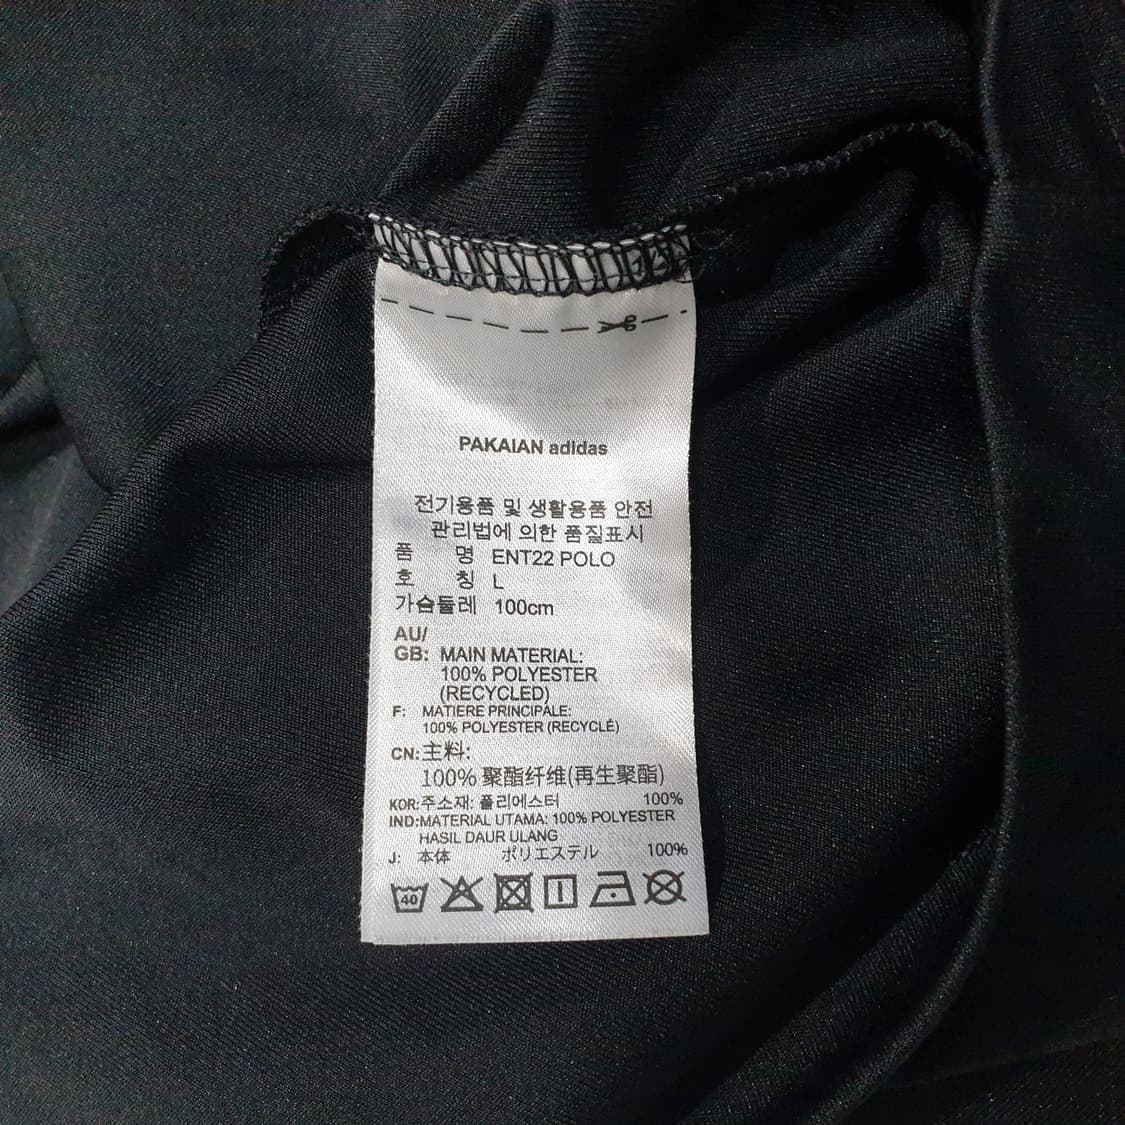 PAKAIAN adidas
전기용품 및 생활용품 안전
관리법에 의한 품질표시
품 명 ENT22 POLO
호 칭 L
가슴둘레 100cm
AU/
GB: MAIN MATERIAL:
100% POLYESTER
(RECYCLED)
F: MATIERE PRINCIPALE:
100% POLYESTER (RECYCLÉ)
CN:主料:
100% 聚酯纤维(再生聚酯)
KOR:주소재: 폴리에스터 100%
IND:MATERIAL UTAMA: 100% POLYESTER
HASIL DAUR ULANG
J: 本体 ポリエステル 100%
40